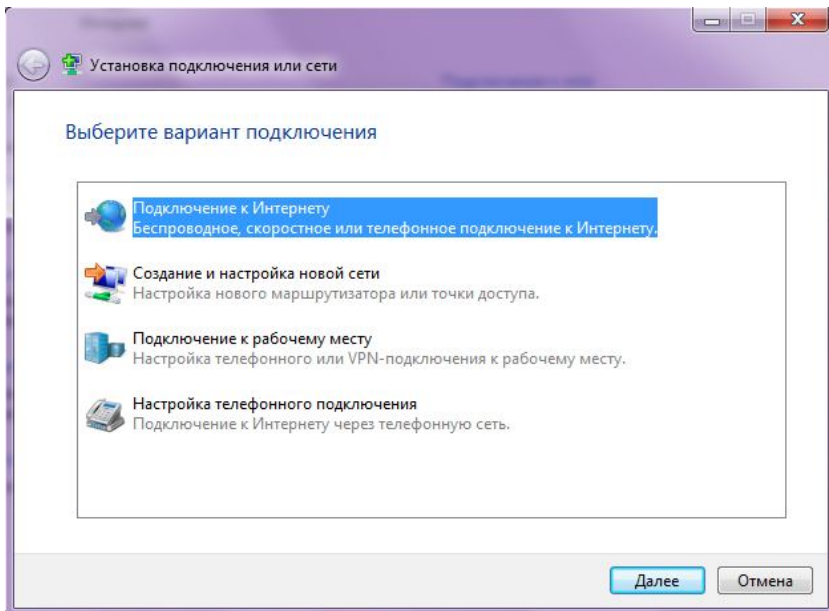 Установка подключения или сети
Выберите вариант подключения
Подключение к Интернету
Беспроводное, скоростное или телефонное подключение к Интернету.
Создание и настройка новой сети
Настройка нового маршрутизатора или точки доступа.
Подключение к рабочему месту
Настройка телефонного или VPN-подключения к рабочему месту.
Настройка телефонного подключения
Подключение к Интернету через телефонную сеть.
Далее
Отмена